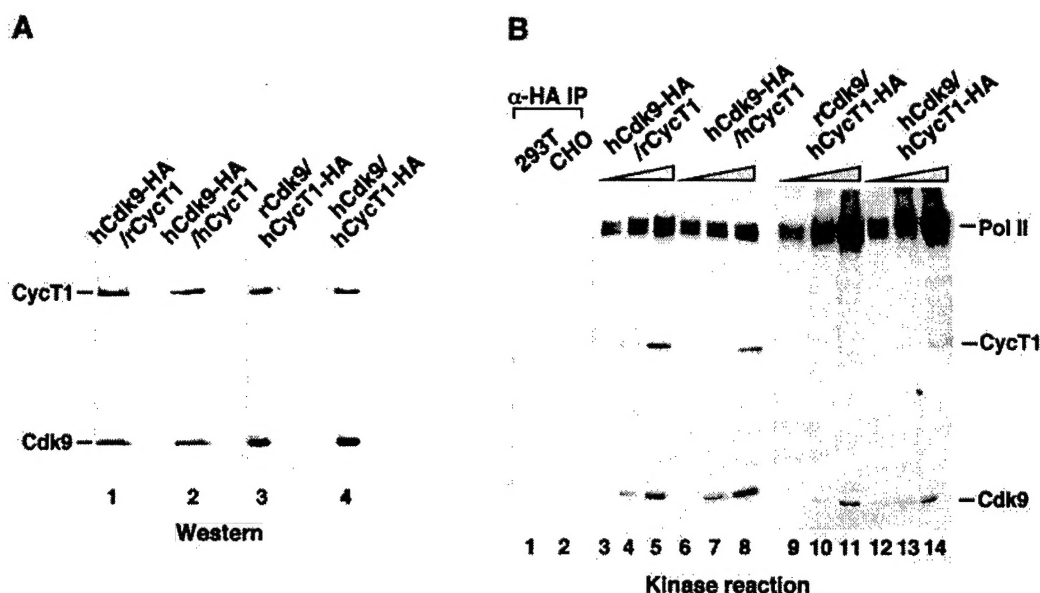 A
hCdk9-HA
/rCycT1
hCdk9-HA
/hCycT1
rCdk9/
hCycT1-HA
hCdk9/
hCycT1-HA
CycT1
Cdk9
1 2 3 4
Western
B
α-HA IP
293T
CHO
hCdk9-HA
/rCycT1
hCdk9-HA
/hCycT1
rCdk9/
hCycT1-HA
hCdk9/
hCycT1-HA
Pol II
CycT1
Cdk9
1 2 3 4 5 6 7 8 9 10 11 12 13 14
Kinase reaction